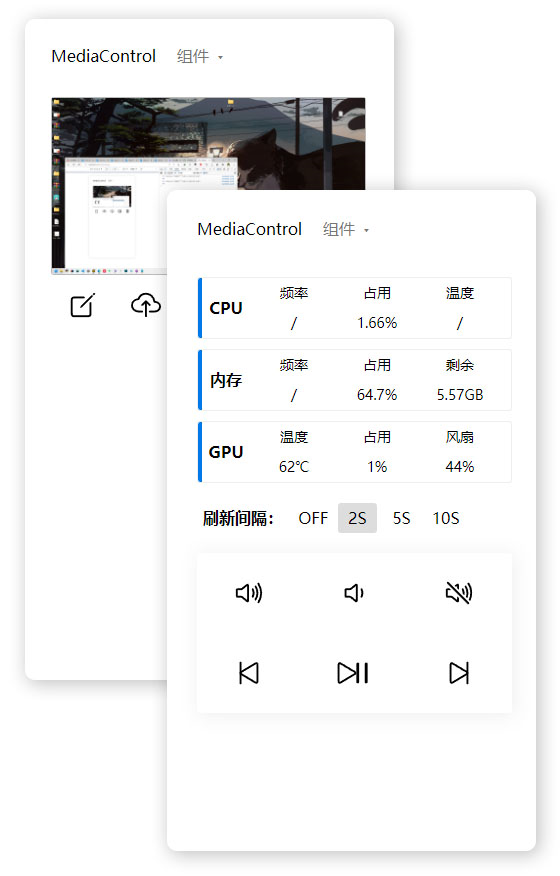 MediaControl 组件
MediaControl 组件
CPU 频率 占用 温度
/ 1.66% /
内存 频率 占用 剩余
/ 64.7% 5.57GB
GPU 温度 占用 风扇
62℃ 1% 44%
刷新间隔： OFF 2S 5S 10S